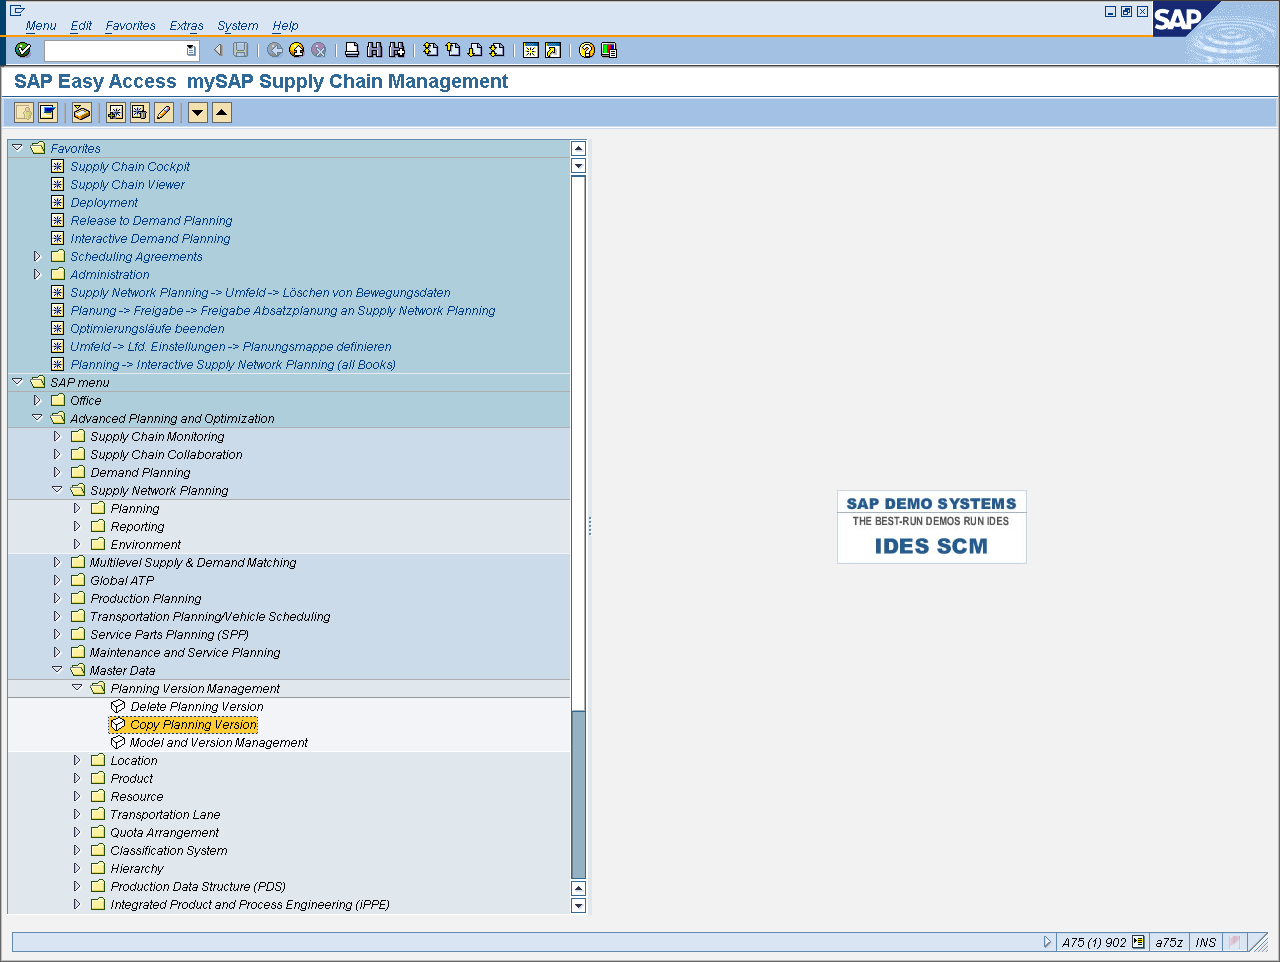 Menu Edit Favorites Extras System Help
SAP
SAP Easy Access mySAP Supply Chain Management
Favorites
Supply Chain Cockpit
Supply Chain Viewer
Deployment
Release to Demand Planning
Interactive Demand Planning
Scheduling Agreements
Administration
Supply Network Planning -> Umfeld -> Löschen von Bewegungsdaten
Planung -> Freigabe -> Freigabe Absatzplanung an Supply Network Planning
Optimierungsläufe beenden
Umfeld -> Lfd. Einstellungen -> Planungsmappe definieren
Planning -> Interactive Supply Network Planning (all Books)
SAP menu
Office
Advanced Planning and Optimization
Supply Chain Monitoring
Supply Chain Collaboration
Demand Planning
Supply Network Planning
Planning
Reporting
Environment
Multilevel Supply & Demand Matching
Global ATP
Production Planning
Transportation Planning/Vehicle Scheduling
Service Parts Planning (SPP)
Maintenance and Service Planning
Master Data
Planning Version Management
Delete Planning Version
Copy Planning Version
Model and Version Management
Location
Product
Resource
Transportation Lane
Quota Arrangement
Classification System
Hierarchy
Production Data Structure (PDS)
Integrated Product and Process Engineering (iPPE)
SAP DEMO SYSTEMS
THE BEST-RUN DEMOS RUN IDES
IDES SCM
A75 (1) 902 a75z INS